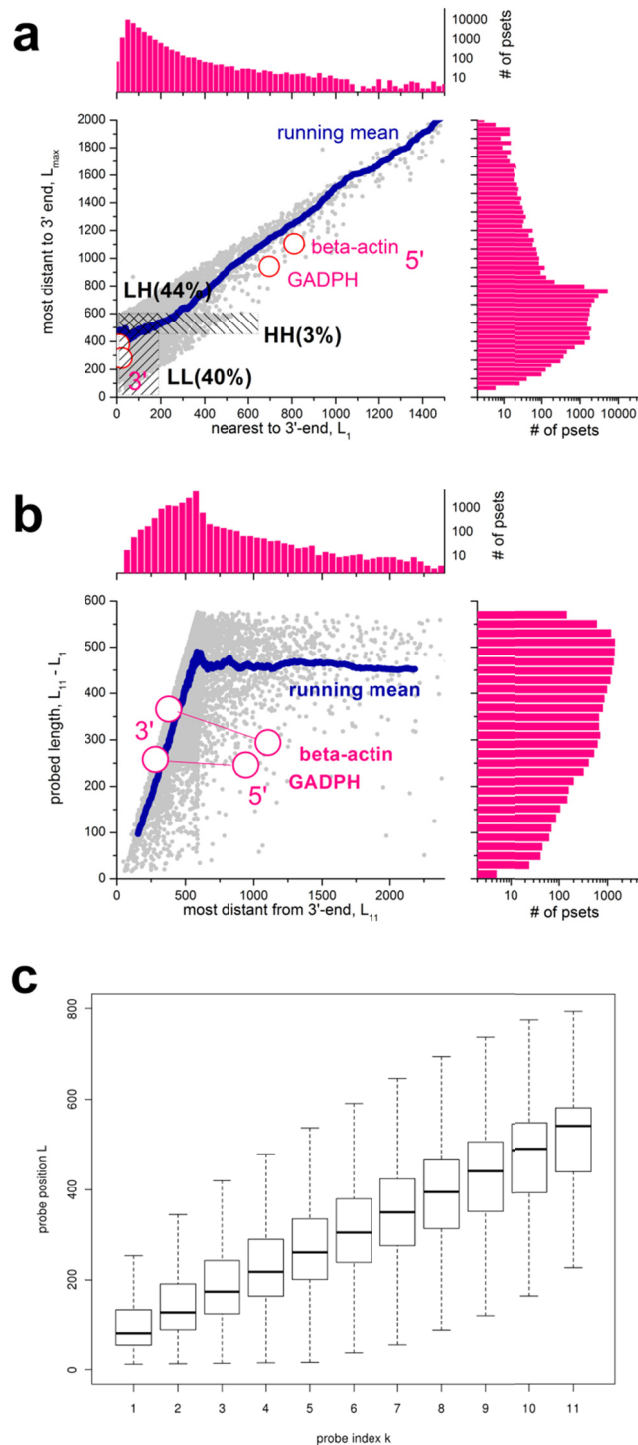 a
10000
1000
100
10
# of psets
2000
1800
1600
1400
1200
1000
800
600
400
200
0
most distant to 3' end, Lmax
running mean
beta-actin
5'
GADPH
LH(44%)
HH(3%)
LL(40%)
3'
0 200 400 600 800 1000 1200 1400
nearest to 3'-end, L1
10 100 1000 10000
# of psets
b
1000
100
10
# of psets
600
500
400
300
200
100
0
probed length, L11 - L1
running mean
3'
beta-actin
GADPH
5'
0 500 1000 1500 2000
most distant from 3'-end, L11
10 100 1000
# of psets
c
800
600
400
200
0
probe position L
1 2 3 4 5 6 7 8 9 10 11
probe index k